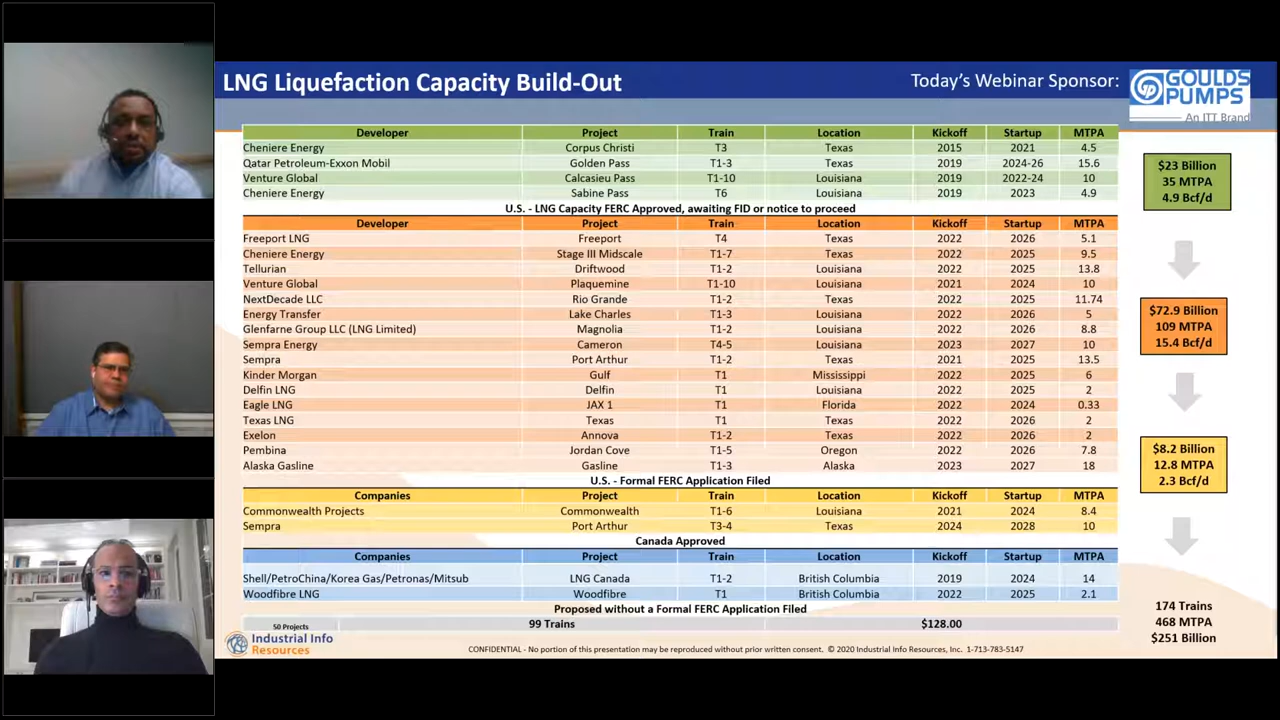 LNG Liquefaction Capacity Build-Out
Today's Webinar Sponsor:
GOULDS PUMPS
An ITT Brand
Developer Project Train Location Kickoff Startup MTPA
Cheniere Energy Corpus Christi T3 Texas 2015 2021 4.5
Qatar Petroleum-Exxon Mobil Golden Pass T1-3 Texas 2019 2024-26 15.6
Venture Global Calcasieu Pass T1-10 Louisiana 2019 2022-24 10
Cheniere Energy Sabine Pass T6 Louisiana 2019 2023 4.9
U.S. - LNG Capacity FERC Approved, awaiting FID or notice to proceed
Developer Project Train Location Kickoff Startup MTPA
Freeport LNG Freeport T4 Texas 2022 2026 5.1
Cheniere Energy Stage III Midscale T1-7 Texas 2022 2025 9.5
Tellurian Driftwood T1-2 Louisiana 2022 2025 13.8
Venture Global Plaquemine T1-10 Louisiana 2021 2024 10
NextDecade LLC Rio Grande T1-2 Texas 2022 2025 11.74
Energy Transfer Lake Charles T1-3 Louisiana 2022 2026 5
Glenfarne Group LLC (LNG Limited) Magnolia T1-2 Louisiana 2022 2026 8.8
Sempra Energy Cameron T4-5 Louisiana 2023 2027 10
Sempra Port Arthur T1-2 Texas 2021 2025 13.5
Kinder Morgan Gulf T1 Mississippi 2022 2025 6
Delfin LNG Delfin T1 Louisiana 2022 2025 2
Eagle LNG JAX 1 T1 Florida 2022 2024 0.33
Texas LNG Texas T1 Texas 2022 2026 2
Exelon Annova T1-2 Texas 2022 2026 2
Pembina Jordan Cove T1-5 Oregon 2022 2026 7.8
Alaska Gasline Gasline T1-3 Alaska 2023 2027 18
U.S. - Formal FERC Application Filed
Companies Project Train Location Kickoff Startup MTPA
Commonwealth Projects Commonwealth T1-6 Louisiana 2021 2024 8.4
Sempra Port Arthur T3-4 Texas 2024 2028 10
Canada Approved
Companies Project Train Location Kickoff Startup MTPA
Shell/PetroChina/Korea Gas/Petronas/Mitsub LNG Canada T1-2 British Columbia 2019 2024 14
Woodfibre LNG Woodfibre T1 British Columbia 2022 2025 2.1
Proposed without a Formal FERC Application Filed
50 Projects 99 Trains $128.00
$23 Billion
35 MTPA
4.9 Bcf/d
$72.9 Billion
109 MTPA
15.4 Bcf/d
$8.2 Billion
12.8 MTPA
2.3 Bcf/d
174 Trains
468 MTPA
$251 Billion
Industrial Info
Resources
CONFIDENTIAL - No portion of this presentation may be reproduced without prior written consent. © 2020 Industrial Info Resources, Inc. 1-713-783-5147